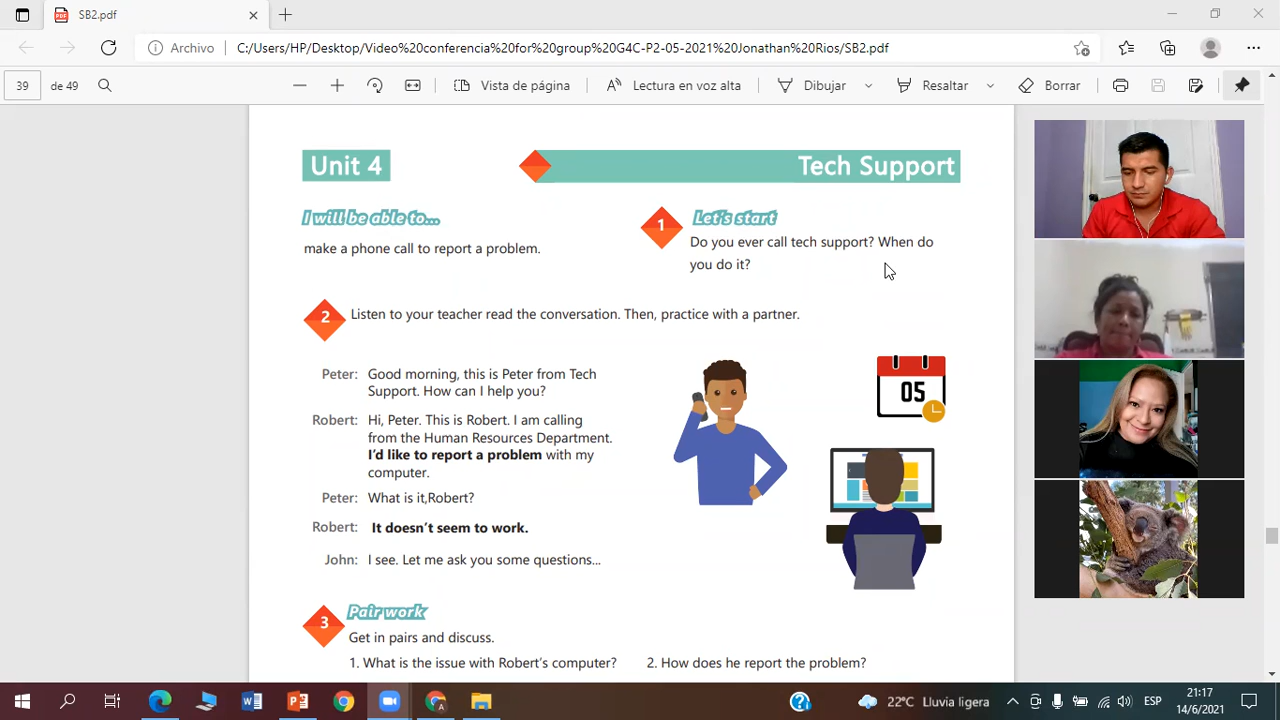 SB2.pdf
Archivo C:/Users/HP/Desktop/Video%20conferencia%20for%20group%20G4C-P2-05-2021%20Jonathan%20Rios/SB2.pdf
39 de 49 Vista de página Lectura en voz alta Dibujar Resaltar Borrar
Unit 4 Tech Support
I will be able to...
make a phone call to report a problem.
1 Let's start
Do you ever call tech support? When do
you do it?
2 Listen to your teacher read the conversation. Then, practice with a partner.
Peter: Good morning, this is Peter from Tech
Support. How can I help you?
Robert: Hi, Peter. This is Robert. I am calling
from the Human Resources Department.
I'd like to report a problem with my
computer.
Peter: What is it,Robert?
Robert: It doesn't seem to work.
John: I see. Let me ask you some questions...
05
3 Pair work
Get in pairs and discuss.
1. What is the issue with Robert's computer? 2. How does he report the problem?
22°C Lluvia ligera ESP 21:17
14/6/2021